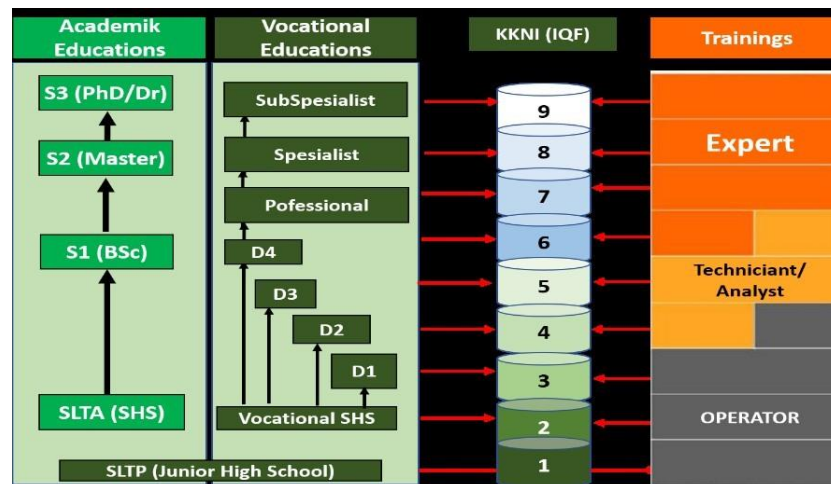 Academik
Educations
Vocational
Educations
KKNI (IQF)
Trainings
S3 (PhD/Dr)
S2 (Master)
S1 (BSc)
SLTA (SHS)
SubSpesialist
Spesialist
Pofessional
D4
D3
D2
D1
Vocational SHS
SLTP (Junior High School)
9
8
7
6
5
4
3
2
1
Expert
Techniciant/
Analyst
OPERATOR